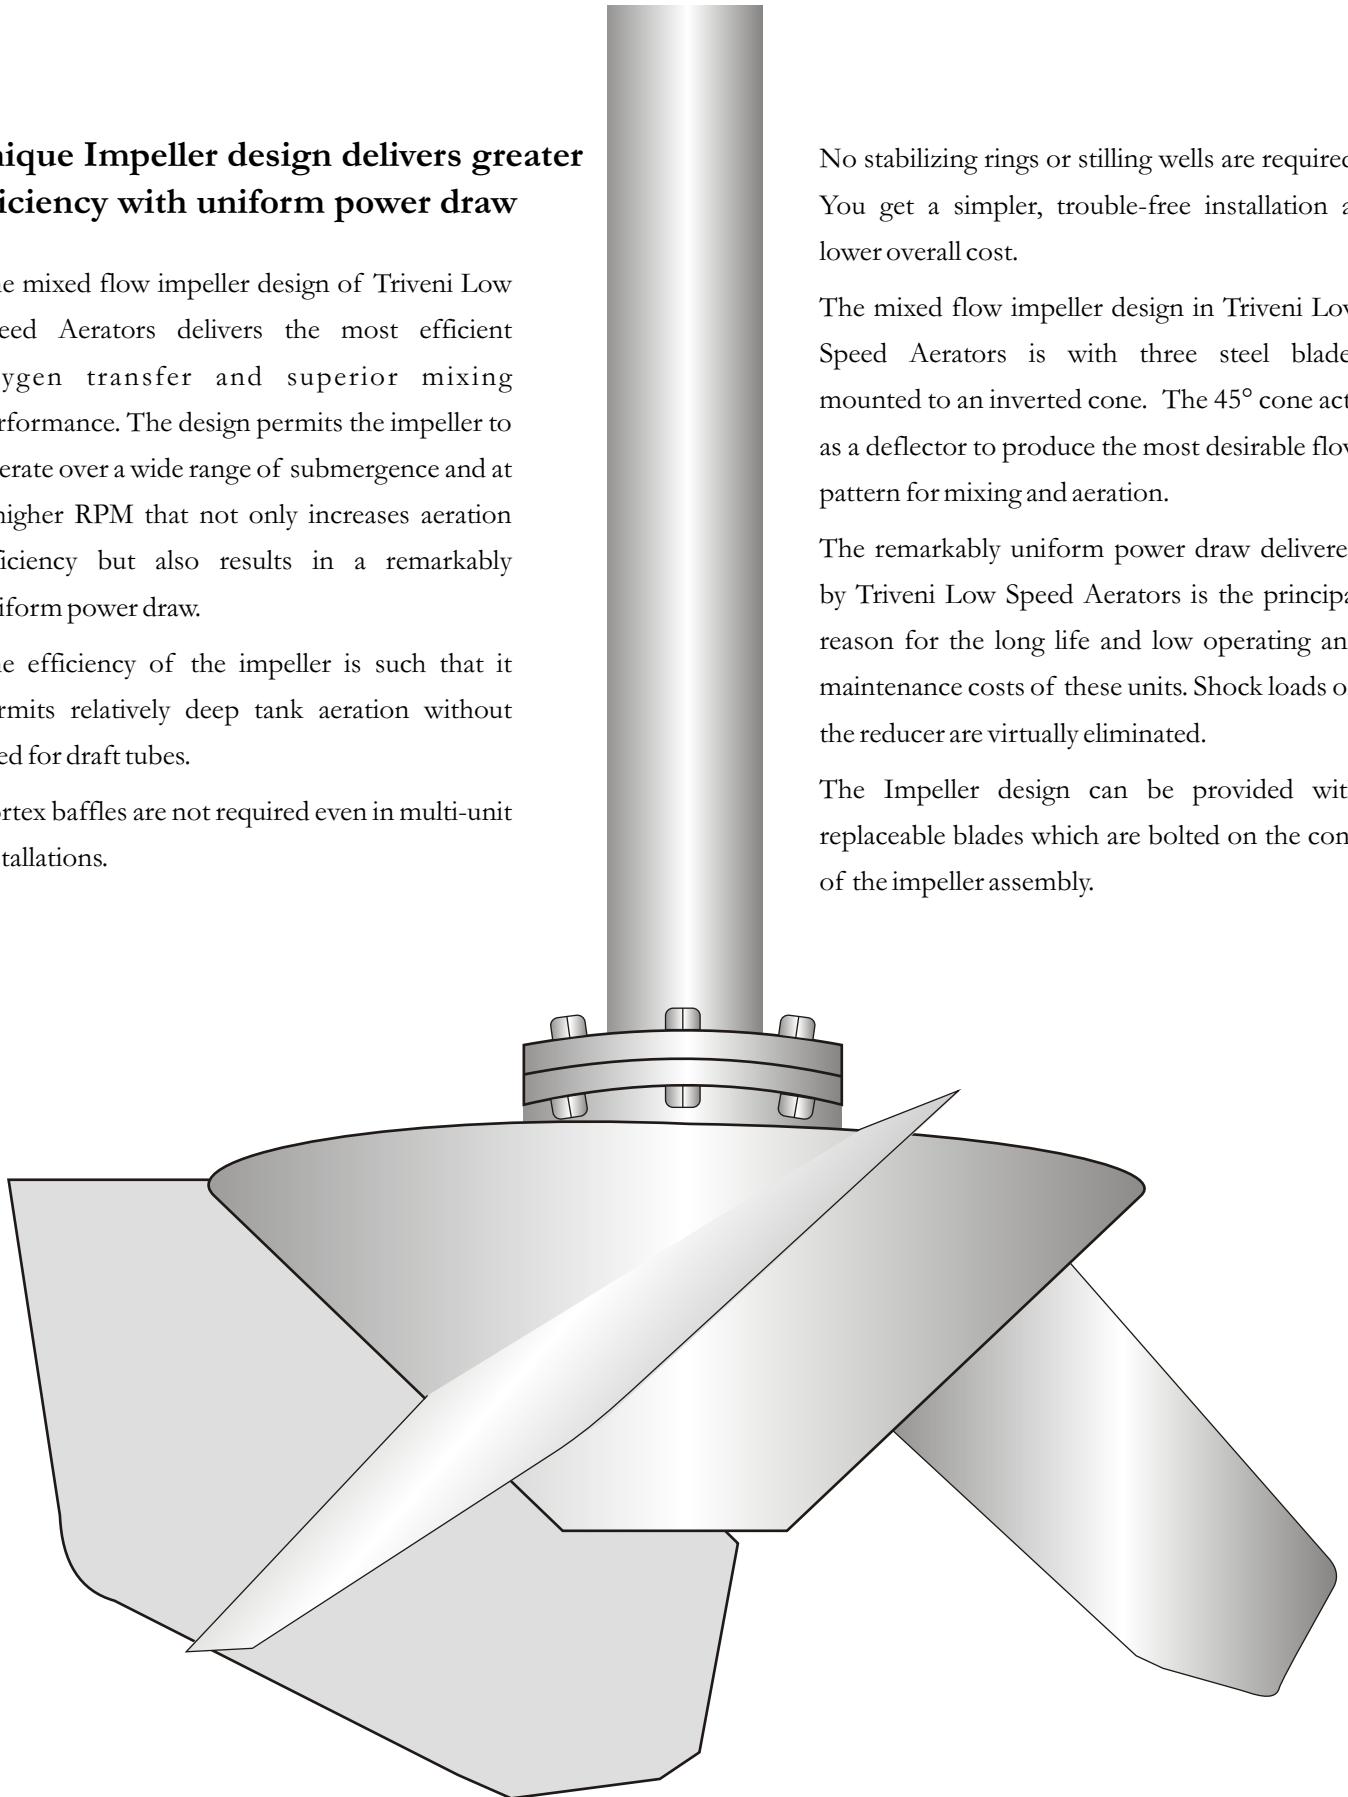 nique Impeller design delivers greater
iciency with uniform power draw
e mixed flow impeller design of Triveni Low
eed Aerators delivers the most efficient
ygen transfer and superior mixing
rformance. The design permits the impeller to
erate over a wide range of submergence and at
higher RPM that not only increases aeration
ficiency but also results in a remarkably
iform power draw.
e efficiency of the impeller is such that it
rmits relatively deep tank aeration without
ed for draft tubes.
rtex baffles are not required even in multi-unit
tallations.
No stabilizing rings or stilling wells are required
You get a simpler, trouble-free installation a
lower overall cost.
The mixed flow impeller design in Triveni Low
Speed Aerators is with three steel blade
mounted to an inverted cone. The 45° cone act
as a deflector to produce the most desirable flow
pattern for mixing and aeration.
The remarkably uniform power draw delivere
by Triveni Low Speed Aerators is the principa
reason for the long life and low operating an
maintenance costs of these units. Shock loads o
the reducer are virtually eliminated.
The Impeller design can be provided with
replaceable blades which are bolted on the con
of the impeller assembly.